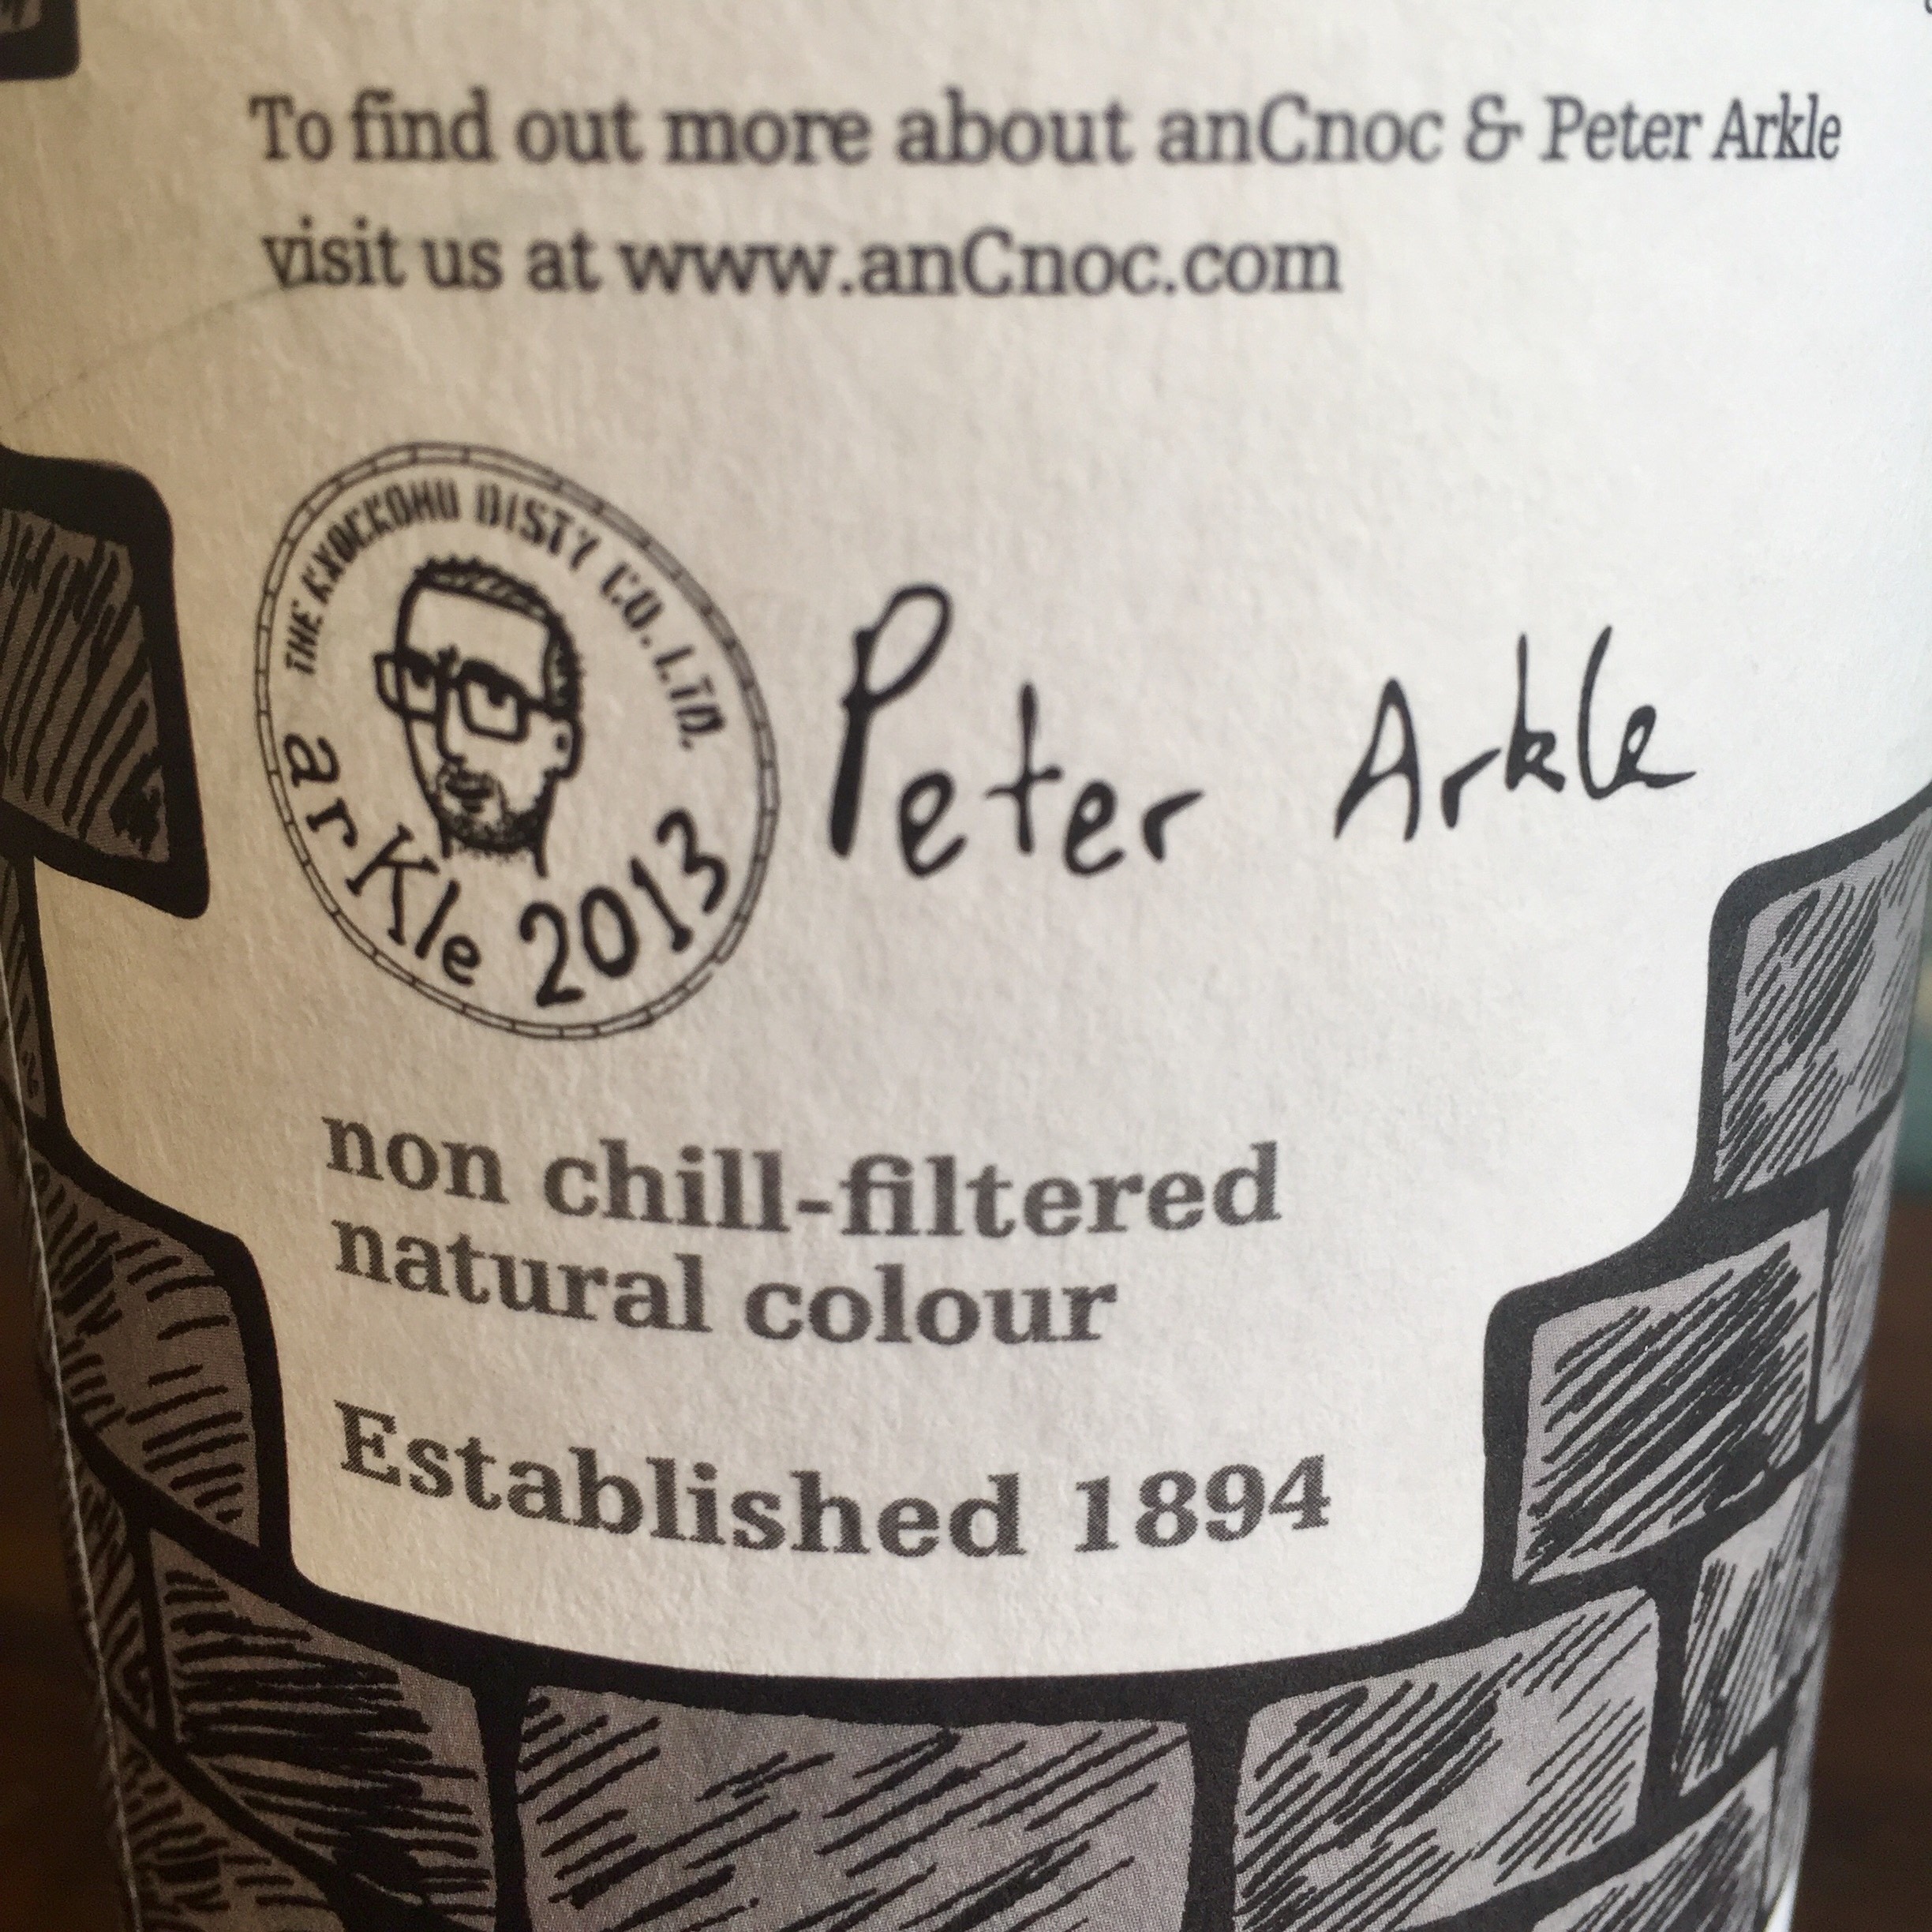 To find out more about anCnoc & Peter Arkle
visit us at www.anCnoc.com
THE KNOCKDHU DISTY CO. LTD.
arKle 2013
Peter Arkle
non chill-filtered
natural colour
Established 1894